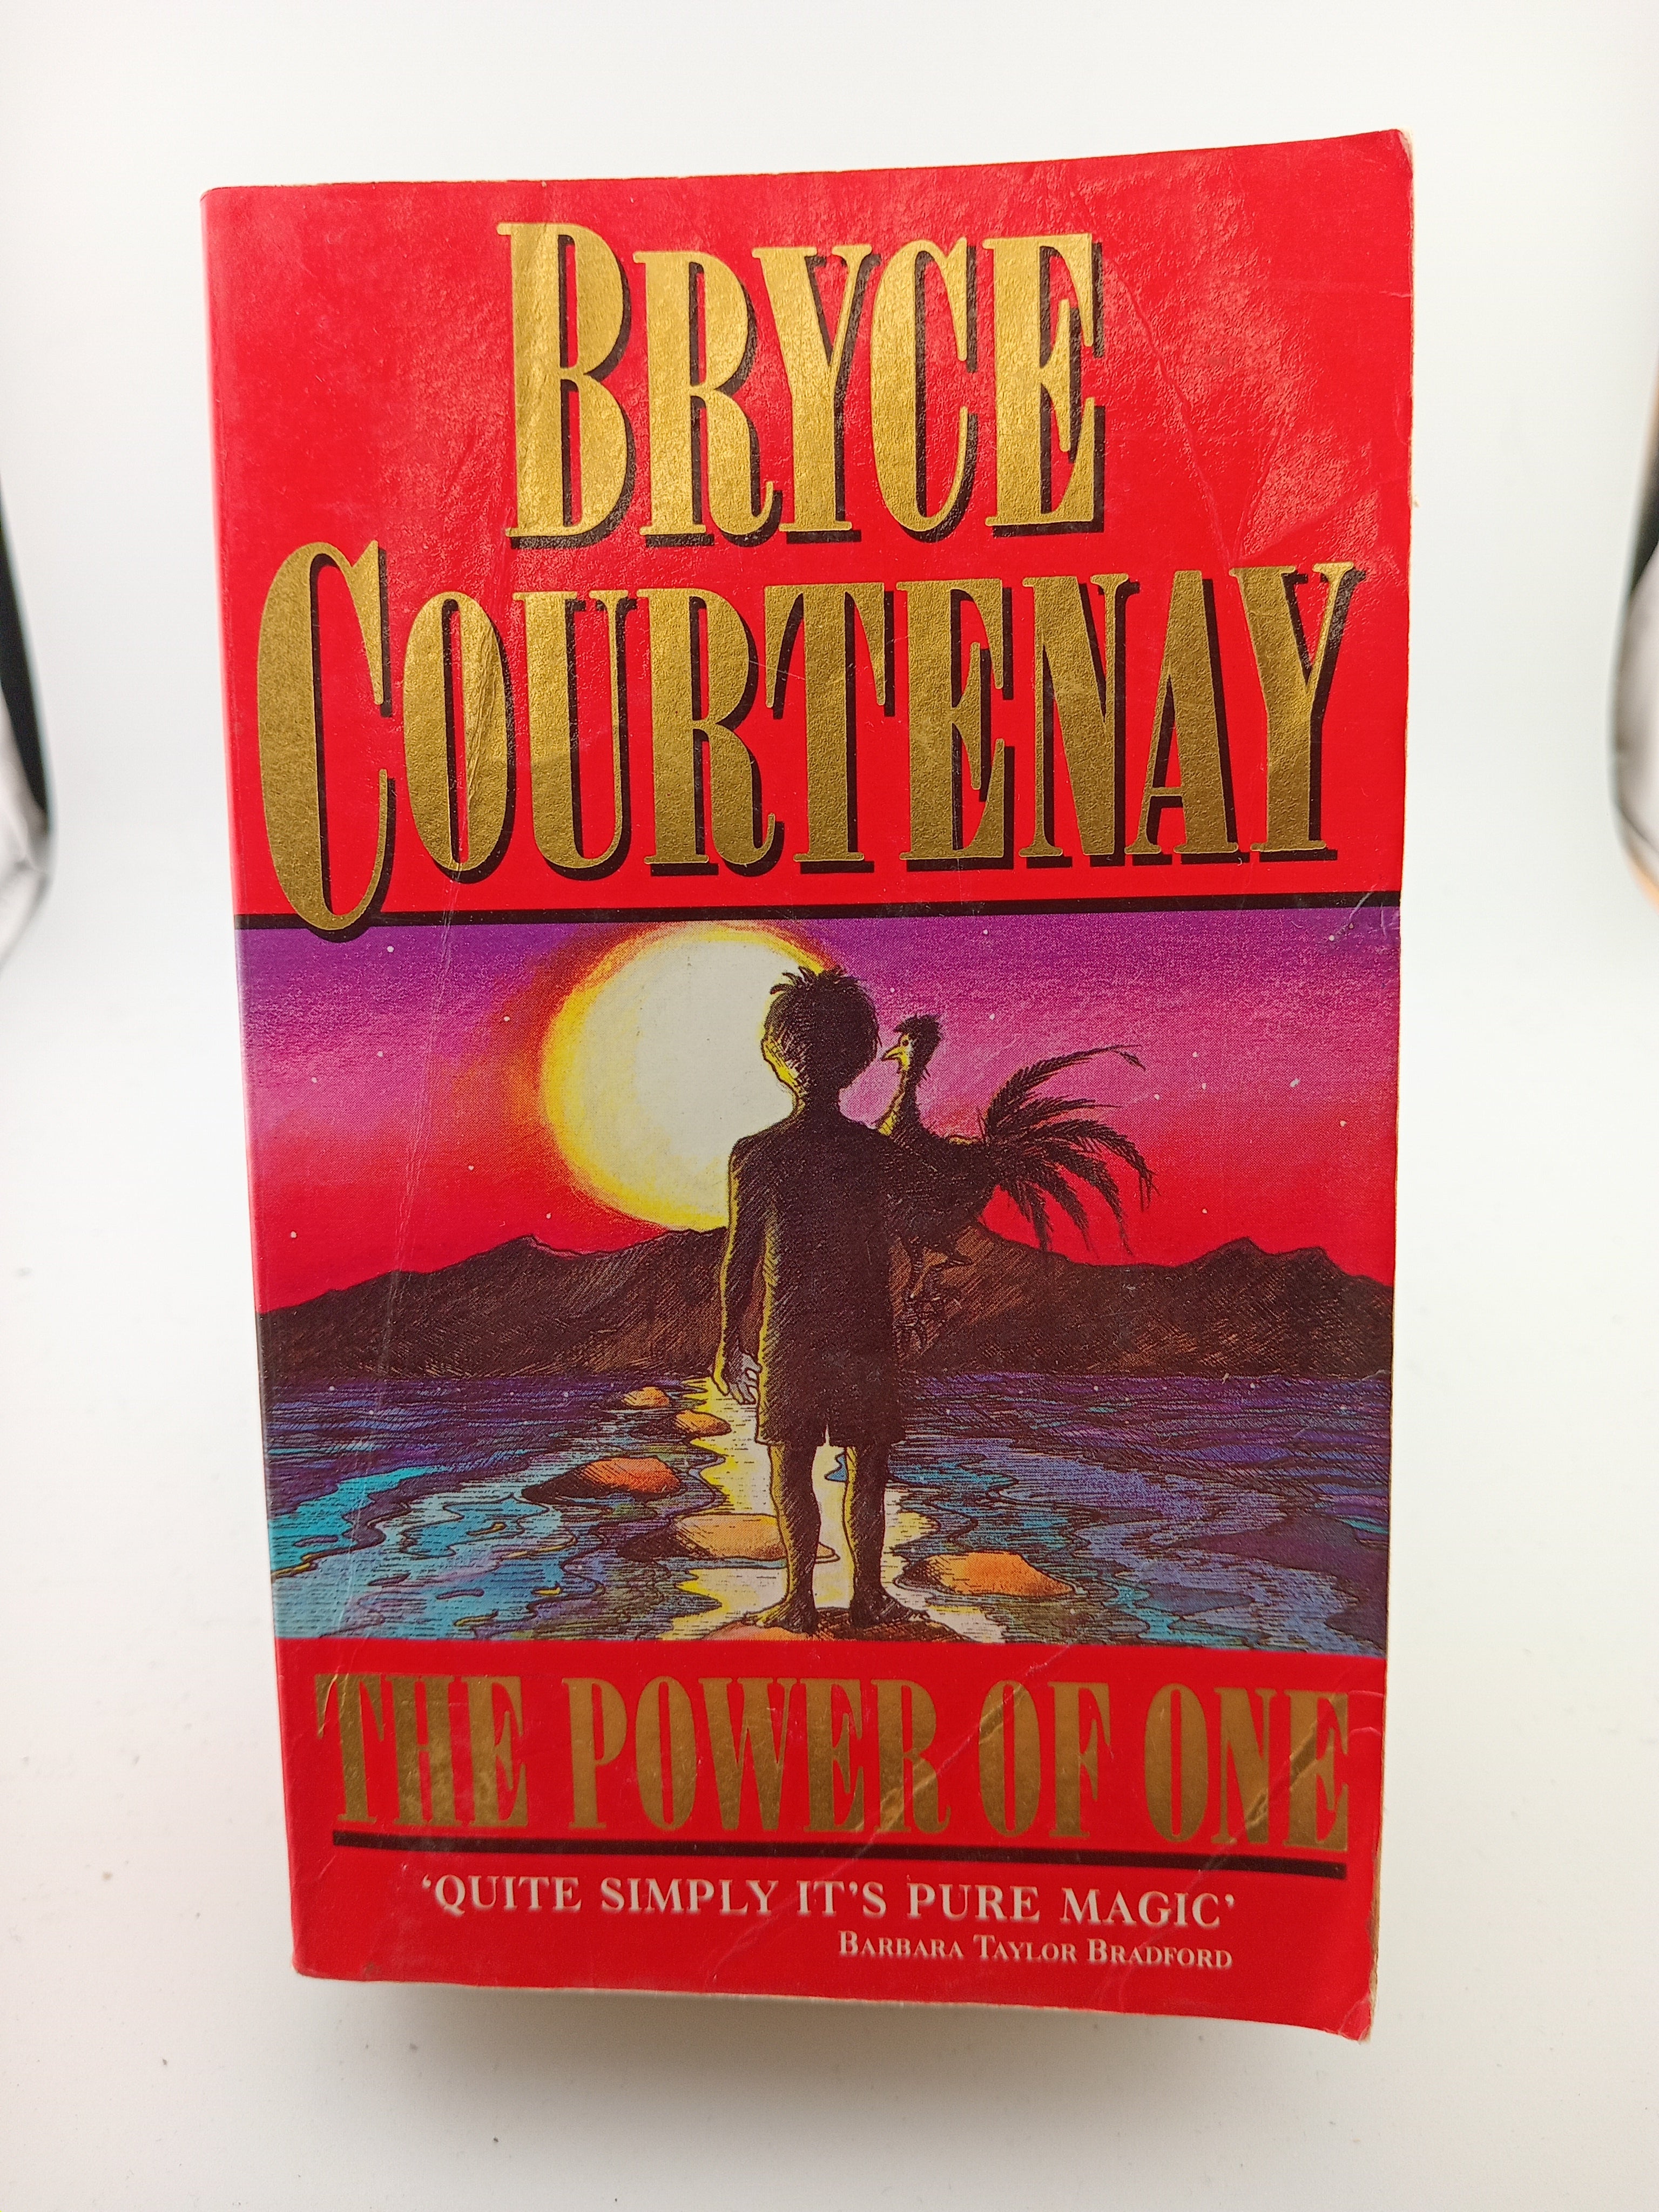 BRYCE
COURTENAY
THE POWER OF ONE
‘QUITE SIMPLY IT’S PURE MAGIC’
BARBARA TAYLOR BRADFORD